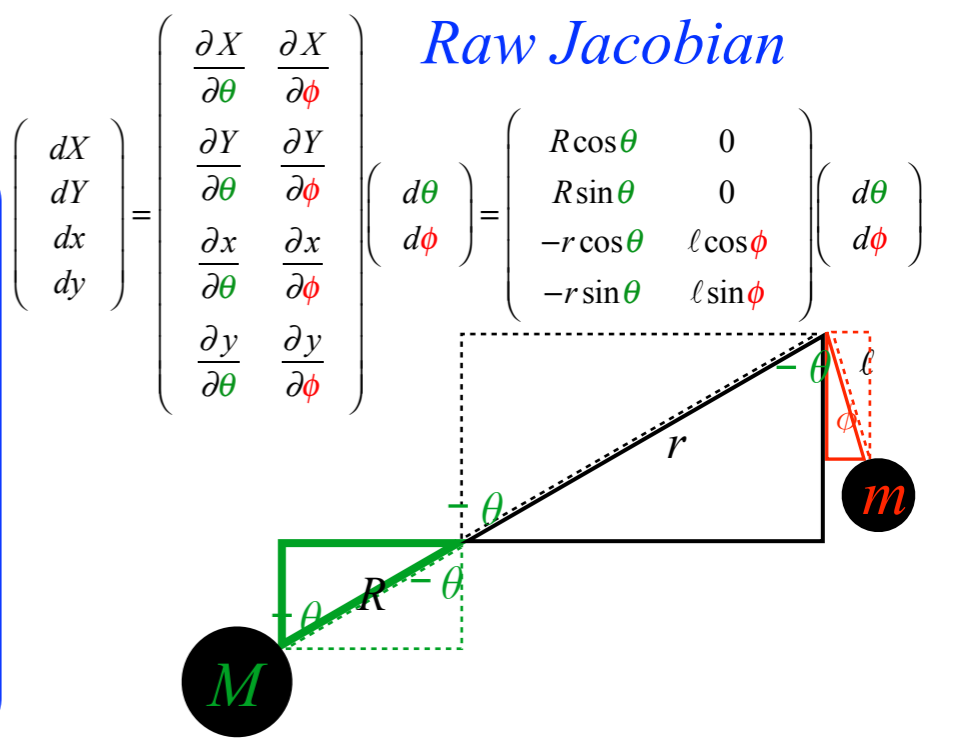 Raw Jacobian
( dX dY dx dy ) = ( ∂X/∂θ ∂X/∂ϕ ∂Y/∂θ ∂Y/∂ϕ ∂x/∂θ ∂x/∂ϕ ∂y/∂θ ∂y/∂ϕ ) ( dθ dϕ ) = ( Rcosθ 0 Rsinθ 0 −rcosθ ℓcosϕ −rsinθ ℓsinϕ ) ( dθ dϕ )
− θ
ℓ
ϕ
r
m
− θ
− θ
R
− θ
M